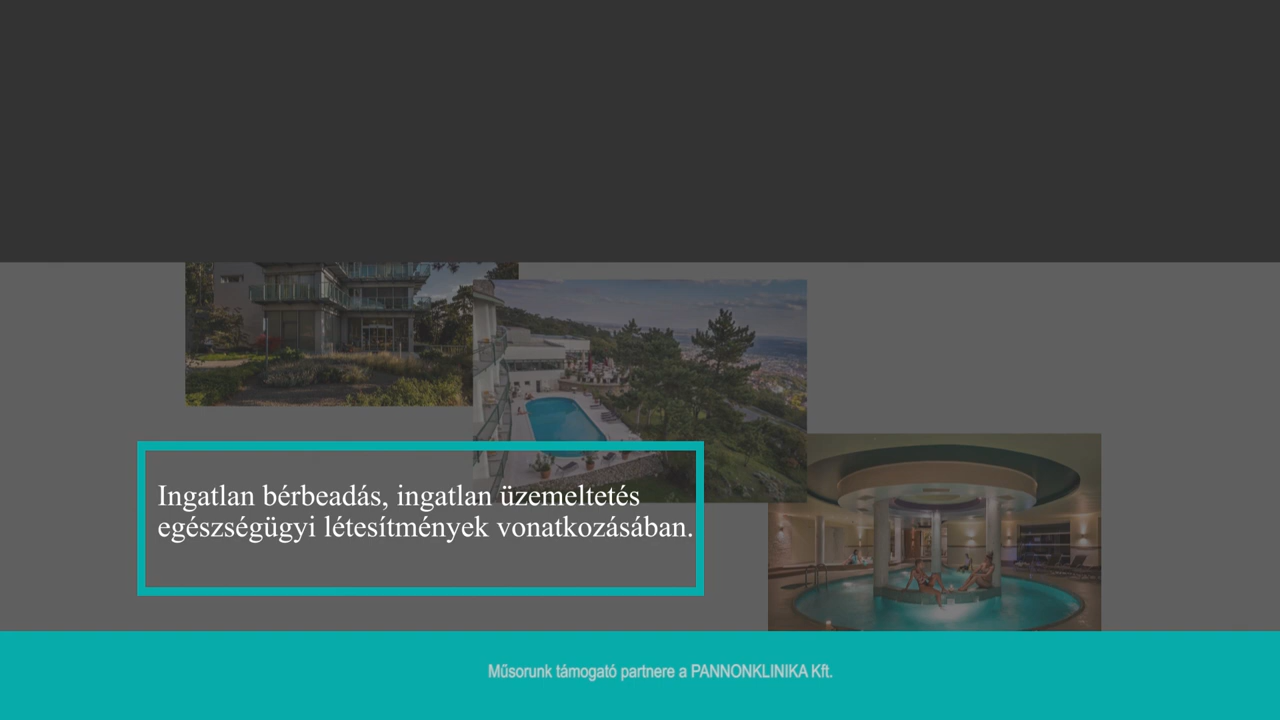 Ingatlan bérbeadás, ingatlan üzemeltetés
egészségügyi létesítmények vonatkozásában.
Műsorunk támogató partnere a PANNONKLINIKA Kft.